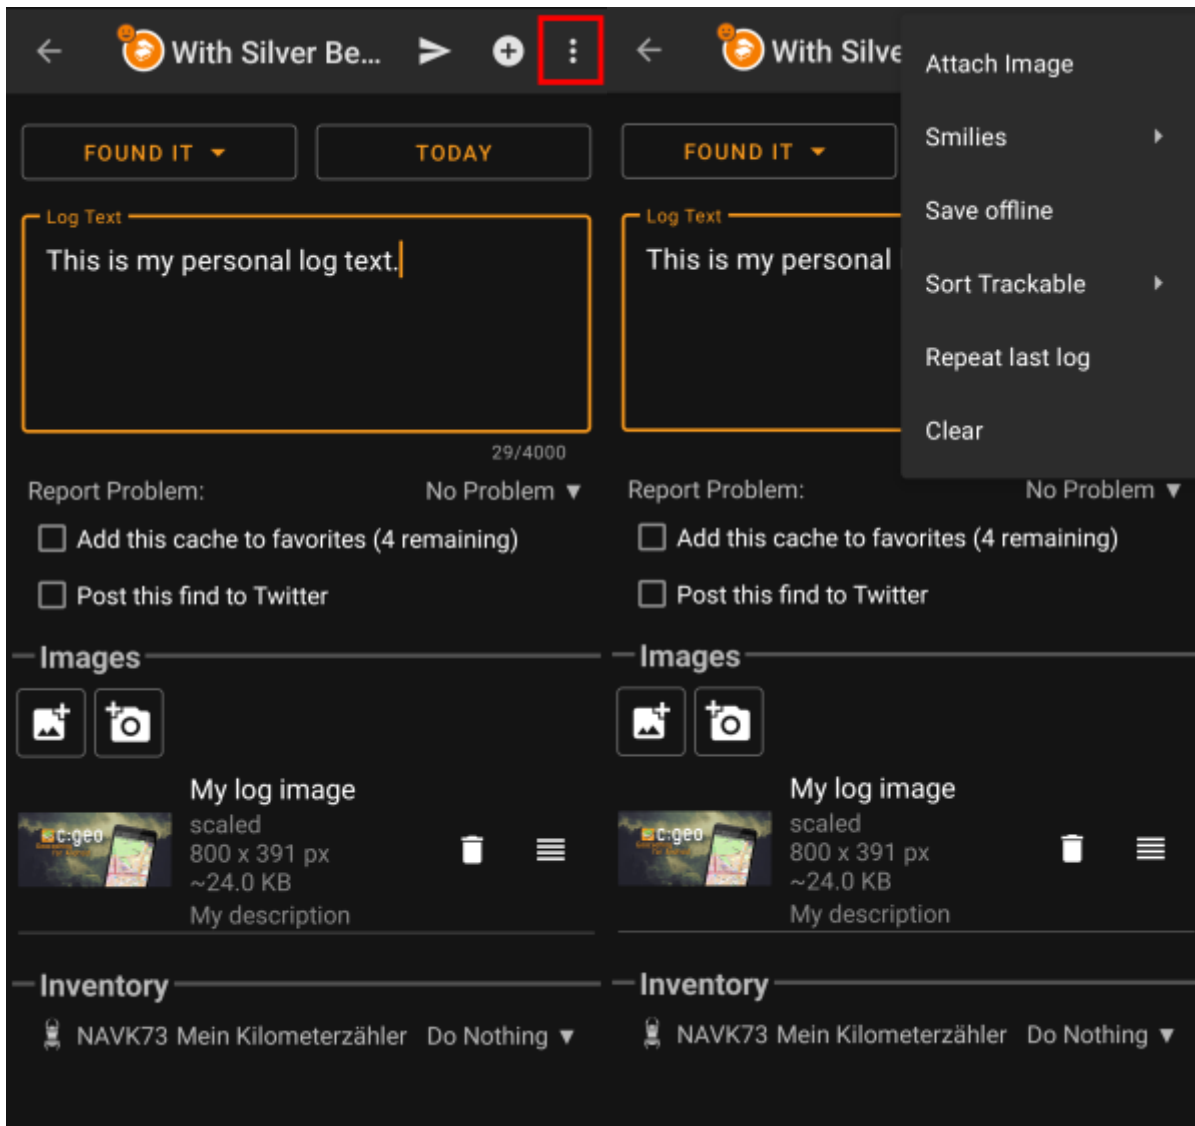 With Silver Be...
FOUND IT
TODAY
Log Text
This is my personal log text.
29/4000
Report Problem:
No Problem
Add this cache to favorites (4 remaining)
Post this find to Twitter
Images
My log image
c:geo
scaled
800 x 391 px
~24.0 KB
My description
Inventory
NAVK73 Mein Kilometerzähler
Do Nothing
With Silve
FOUND IT
Log Text
This is my personal
Attach Image
Smilies
Save offline
Sort Trackable
Repeat last log
Clear
Report Problem:
No Problem
Add this cache to favorites (4 remaining)
Post this find to Twitter
Images
My log image
c:geo
scaled
800 x 391 px
~24.0 KB
My description
Inventory
NAVK73 Mein Kilometerzähler
Do Nothing